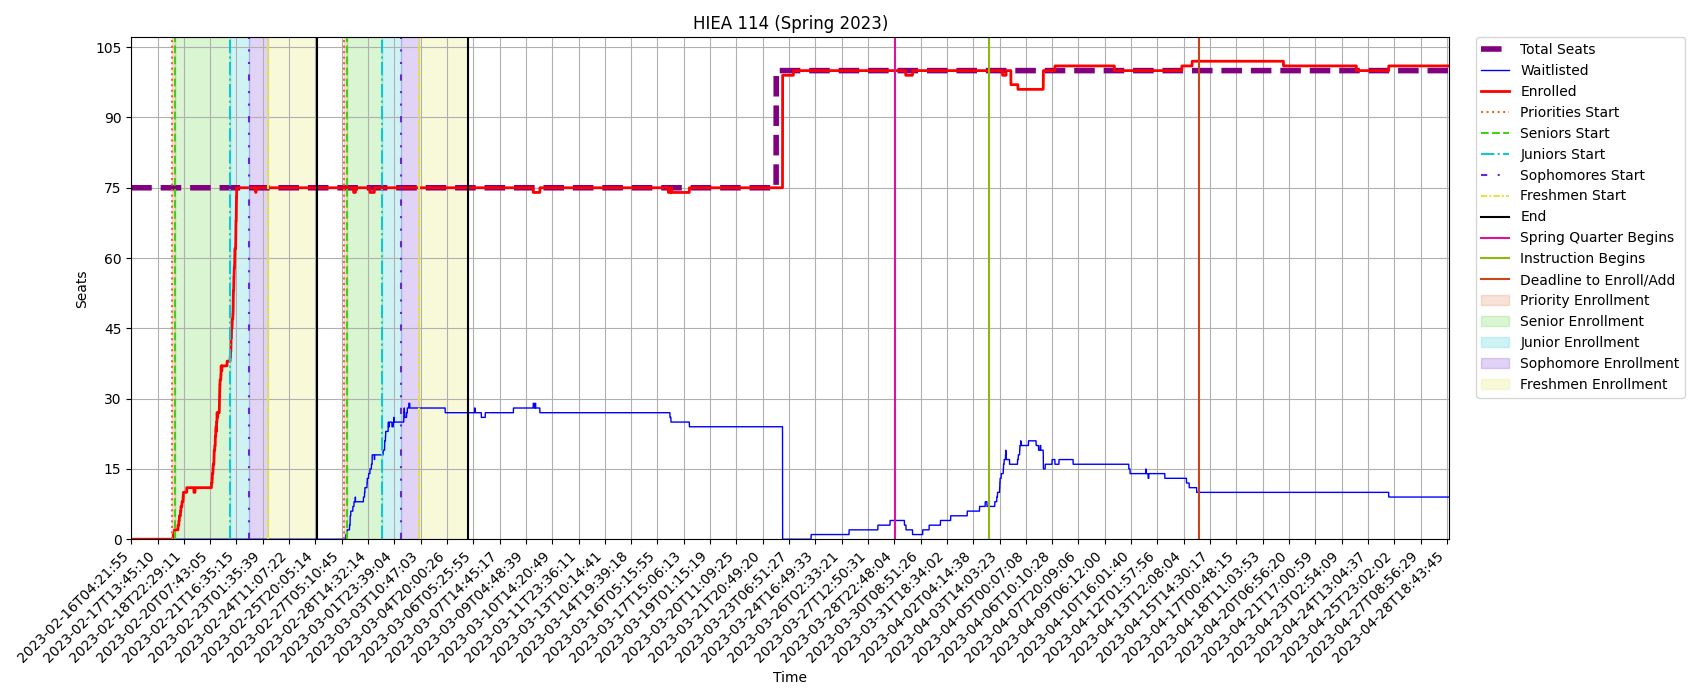 HIEA 114 (Spring 2023)
Seats
105
90
75
60
45
30
15
0
2023-02-16T04:21:55
2023-02-17T13:45:10
2023-02-18T22:29:11
2023-02-20T07:43:05
2023-02-21T16:35:15
2023-02-23T01:35:39
2023-02-24T11:07:22
2023-02-25T20:05:14
2023-02-27T05:10:45
2023-02-28T14:32:14
2023-03-01T23:39:04
2023-03-03T10:47:03
2023-03-04T20:00:26
2023-03-06T05:25:55
2023-03-07T14:45:17
2023-03-09T04:48:39
2023-03-10T14:20:49
2023-03-11T23:36:11
2023-03-13T10:14:41
2023-03-14T19:39:18
2023-03-16T05:15:55
2023-03-17T15:06:13
2023-03-19T01:15:19
2023-03-20T11:09:25
2023-03-21T20:49:20
2023-03-23T06:51:27
2023-03-24T16:49:33
2023-03-26T02:33:21
2023-03-27T12:50:31
2023-03-28T22:48:04
2023-03-30T08:51:26
2023-03-31T18:34:02
2023-04-02T04:14:38
2023-04-03T14:03:23
2023-04-05T00:07:08
2023-04-06T10:10:28
2023-04-07T20:09:06
2023-04-09T06:12:00
2023-04-10T16:01:40
2023-04-12T01:57:56
2023-04-13T12:08:04
2023-04-15T14:30:17
2023-04-17T00:48:15
2023-04-18T11:03:53
2023-04-20T06:56:20
2023-04-21T17:00:59
2023-04-23T02:54:09
2023-04-24T13:04:37
2023-04-25T23:02:02
2023-04-27T08:56:29
2023-04-28T18:43:45
Time
Total Seats
Waitlisted
Enrolled
Priorities Start
Seniors Start
Juniors Start
Sophomores Start
Freshmen Start
End
Spring Quarter Begins
Instruction Begins
Deadline to Enroll/Add
Priority Enrollment
Senior Enrollment
Junior Enrollment
Sophomore Enrollment
Freshmen Enrollment